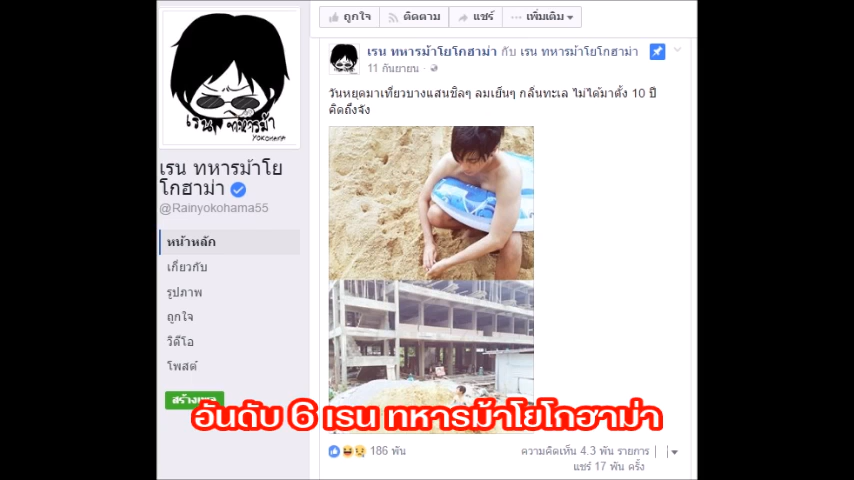 เรน ทหารม้า
YOKOHAMA
เรน ทหารม้าโย
โกฮาม่า
@Rainyokohama55
หน้าหลัก
เกี่ยวกับ
รูปภาพ
ถูกใจ
วิดีโอ
โพสต์
ถูกใจ ติดตาม แชร์ เพิ่มเติม
เรน ทหารม้าโยโกฮาม่า กับ เรน ทหารม้าโยโกฮาม่า
11 กันยายน
วันหยุดมาเที่ยวบางแสนชิลๆ ลมเย็นๆ กลิ่นทะเล ไม่ได้มาตั้ง 10 ปี
คิดถึงจัง
อันดับ 6 เรน ทหารม้าโยโกฮาม่า
186 พัน
ความคิดเห็น 4.3 พัน รายการ
แชร์ 17 พัน ครั้ง